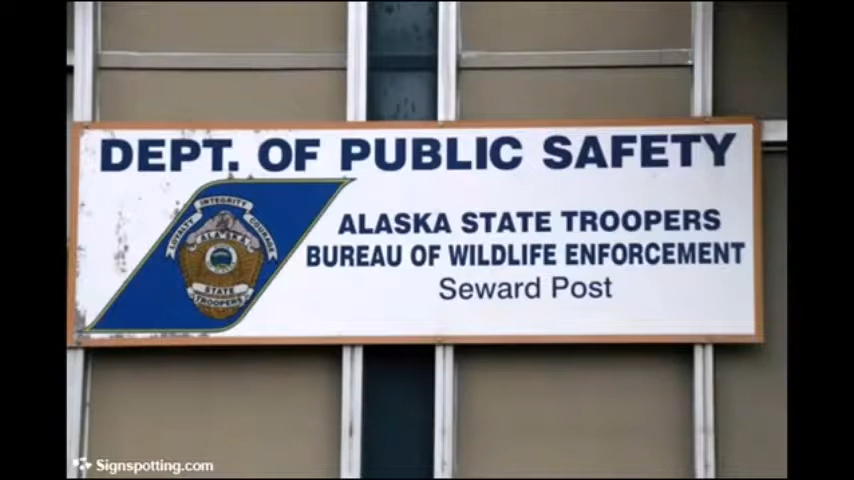 DEPT. OF PUBLIC SAFETY
INTEGRITY
LOYALTY
COURAGE
ALASKA
STATE
TROOPERS
ALASKA STATE TROOPERS
BUREAU OF WILDLIFE ENFORCEMENT
Seward Post
Signspotting.com